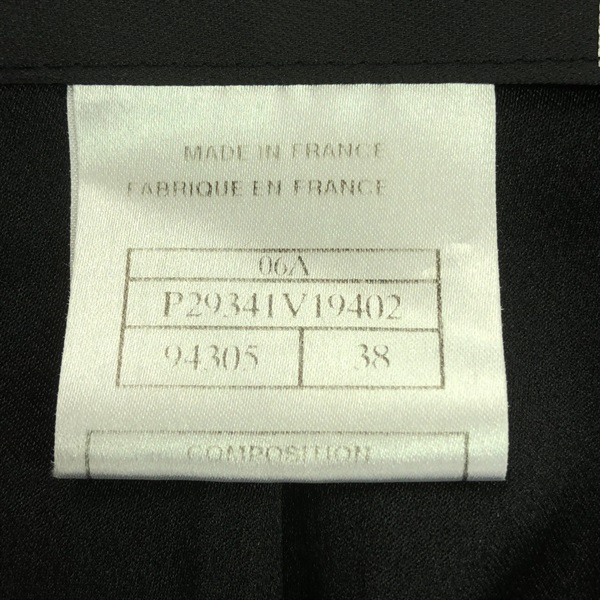 MADE IN FRANCE
FABRIQUE EN FRANCE
06A
P29341V19402
94305 38
COMPOSITION